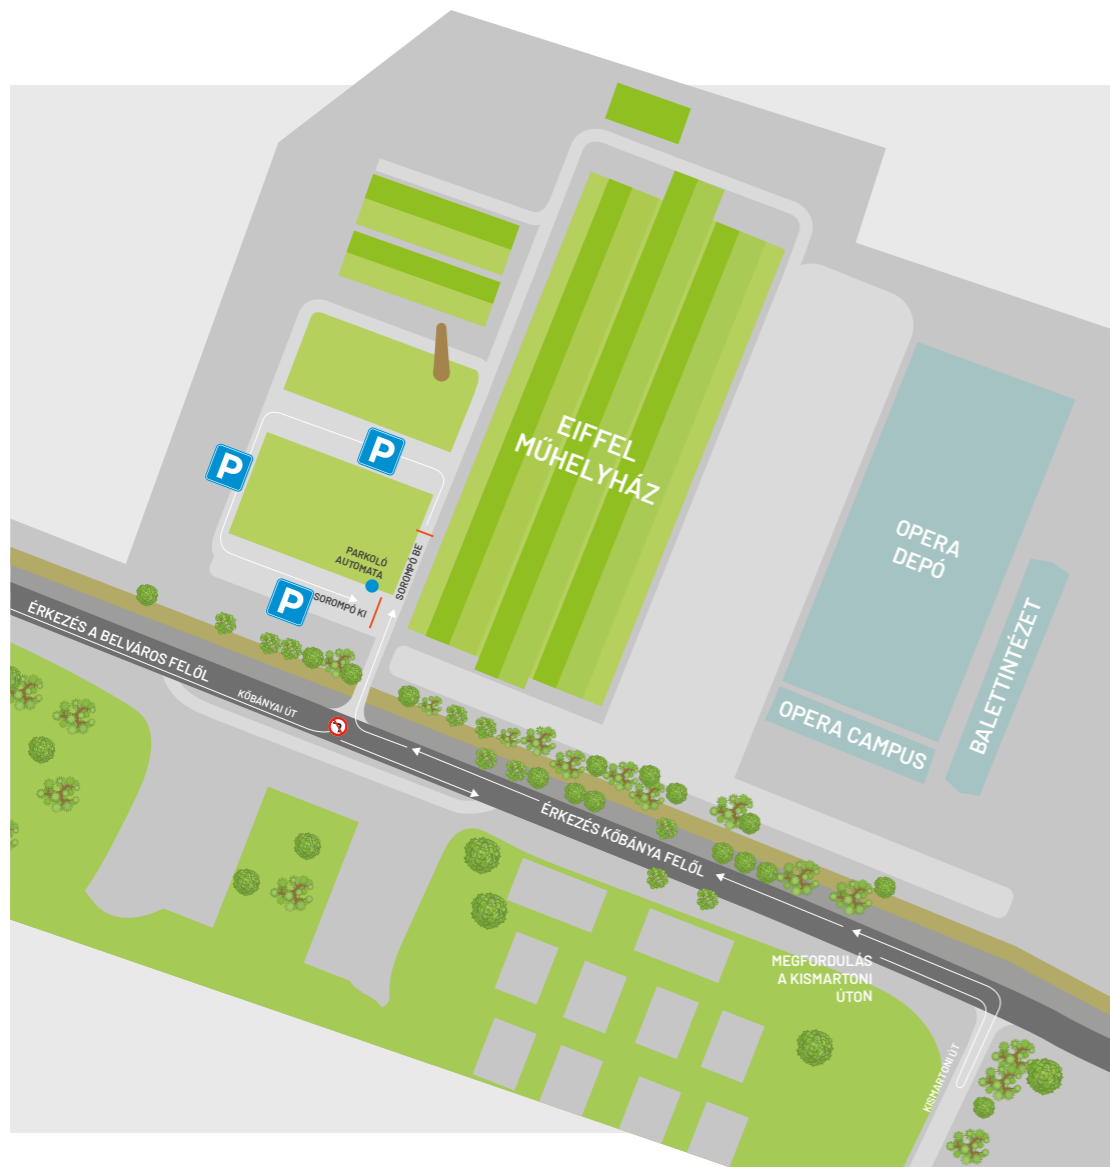 EIFFEL
MŰHELYHÁZ
P
P
P
PARKOLÓ
AUTOMATA
SOROMPÓ BE
SOROMPÓ KI
OPERA
DEPÓ
BALETTINTÉZET
OPERA CAMPUS
ÉRKEZÉS A BELVÁROS FELŐL
KŐBÁNYAI ÚT
ÉRKEZÉS KŐBÁNYA FELŐL
MEGFORDULÁS
A KISMARTONI
ÚTON
KISMARTONI ÚT